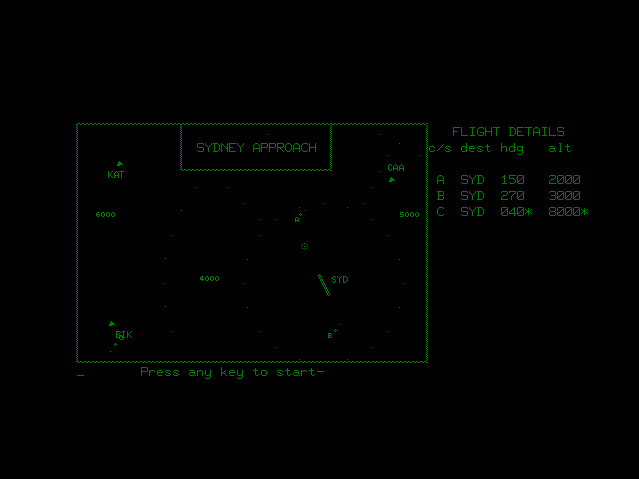 FLIGHT DETAILS
SYDNEY APPROACH
c/s dest hdg alt
KAT
CAA
A SYD 150 2000
B SYD 270 3000
C SYD 040* 8000*
6000
5000
A
4000
SYD
BIK
B
Press any key to start-